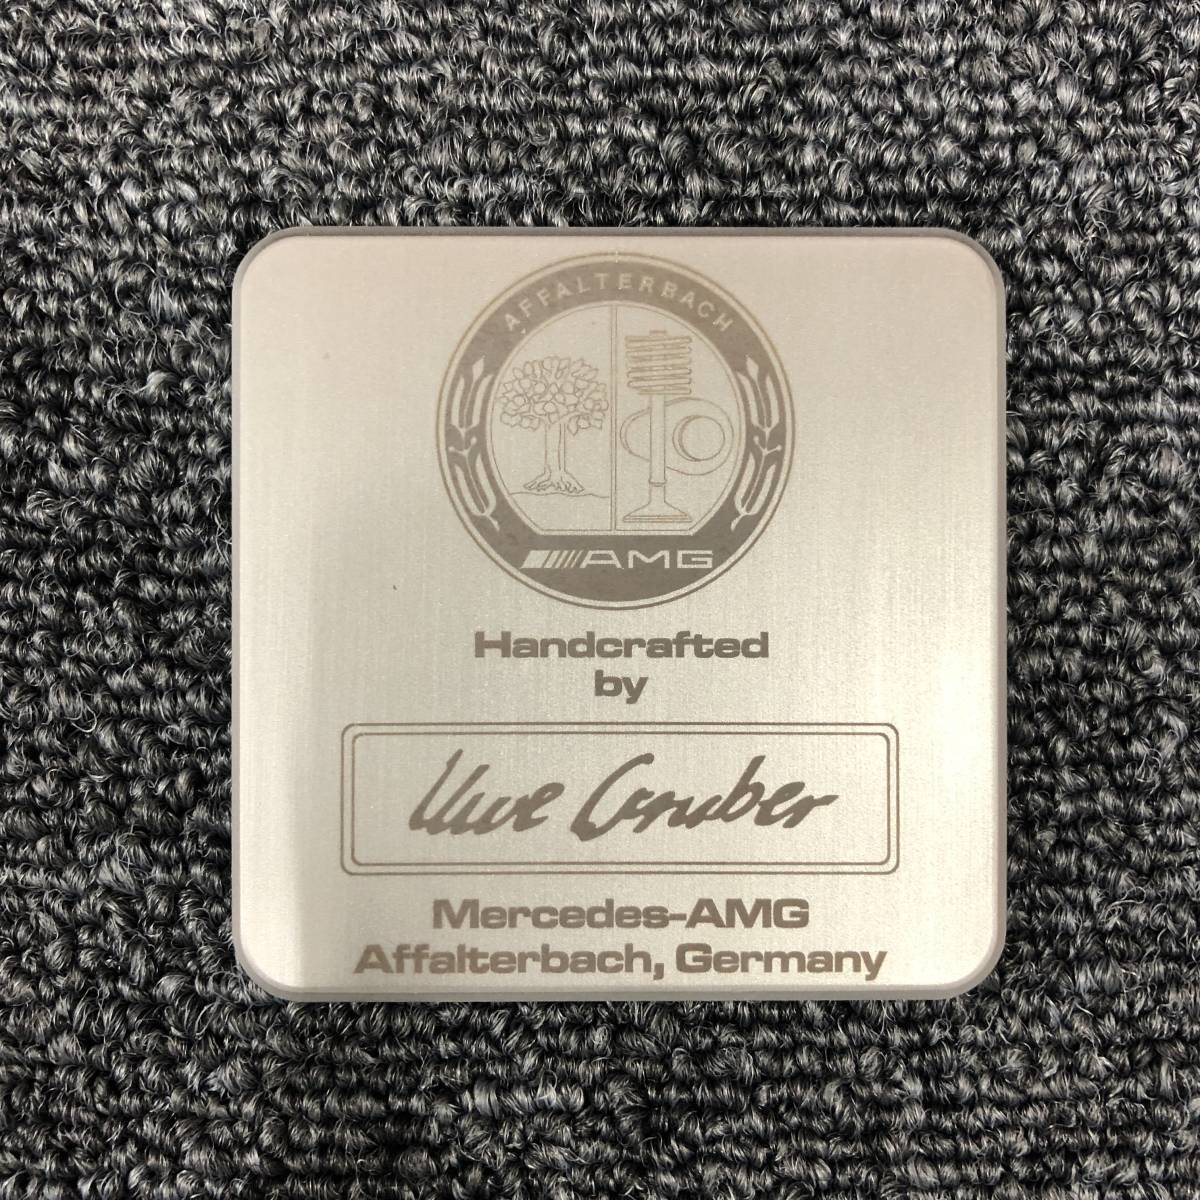 AFFALTERBACH
AMG
Handcrafted
by
Uwe Gruber
Mercedes-AMG
Affalterbach, Germany